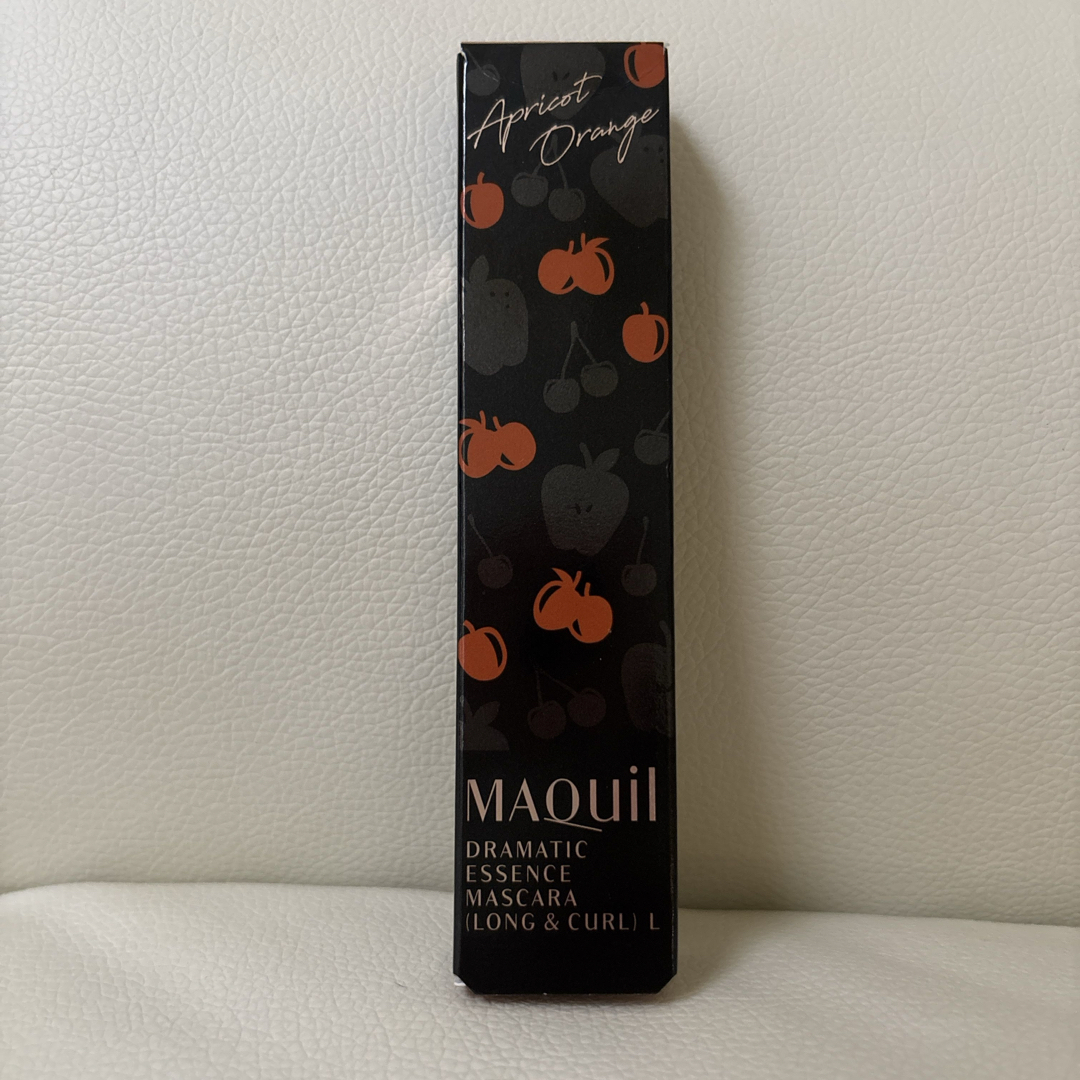 Apricot
Orange
MAQuil
DRAMATIC
ESSENCE
MASCARA
(LONG & CURL) L